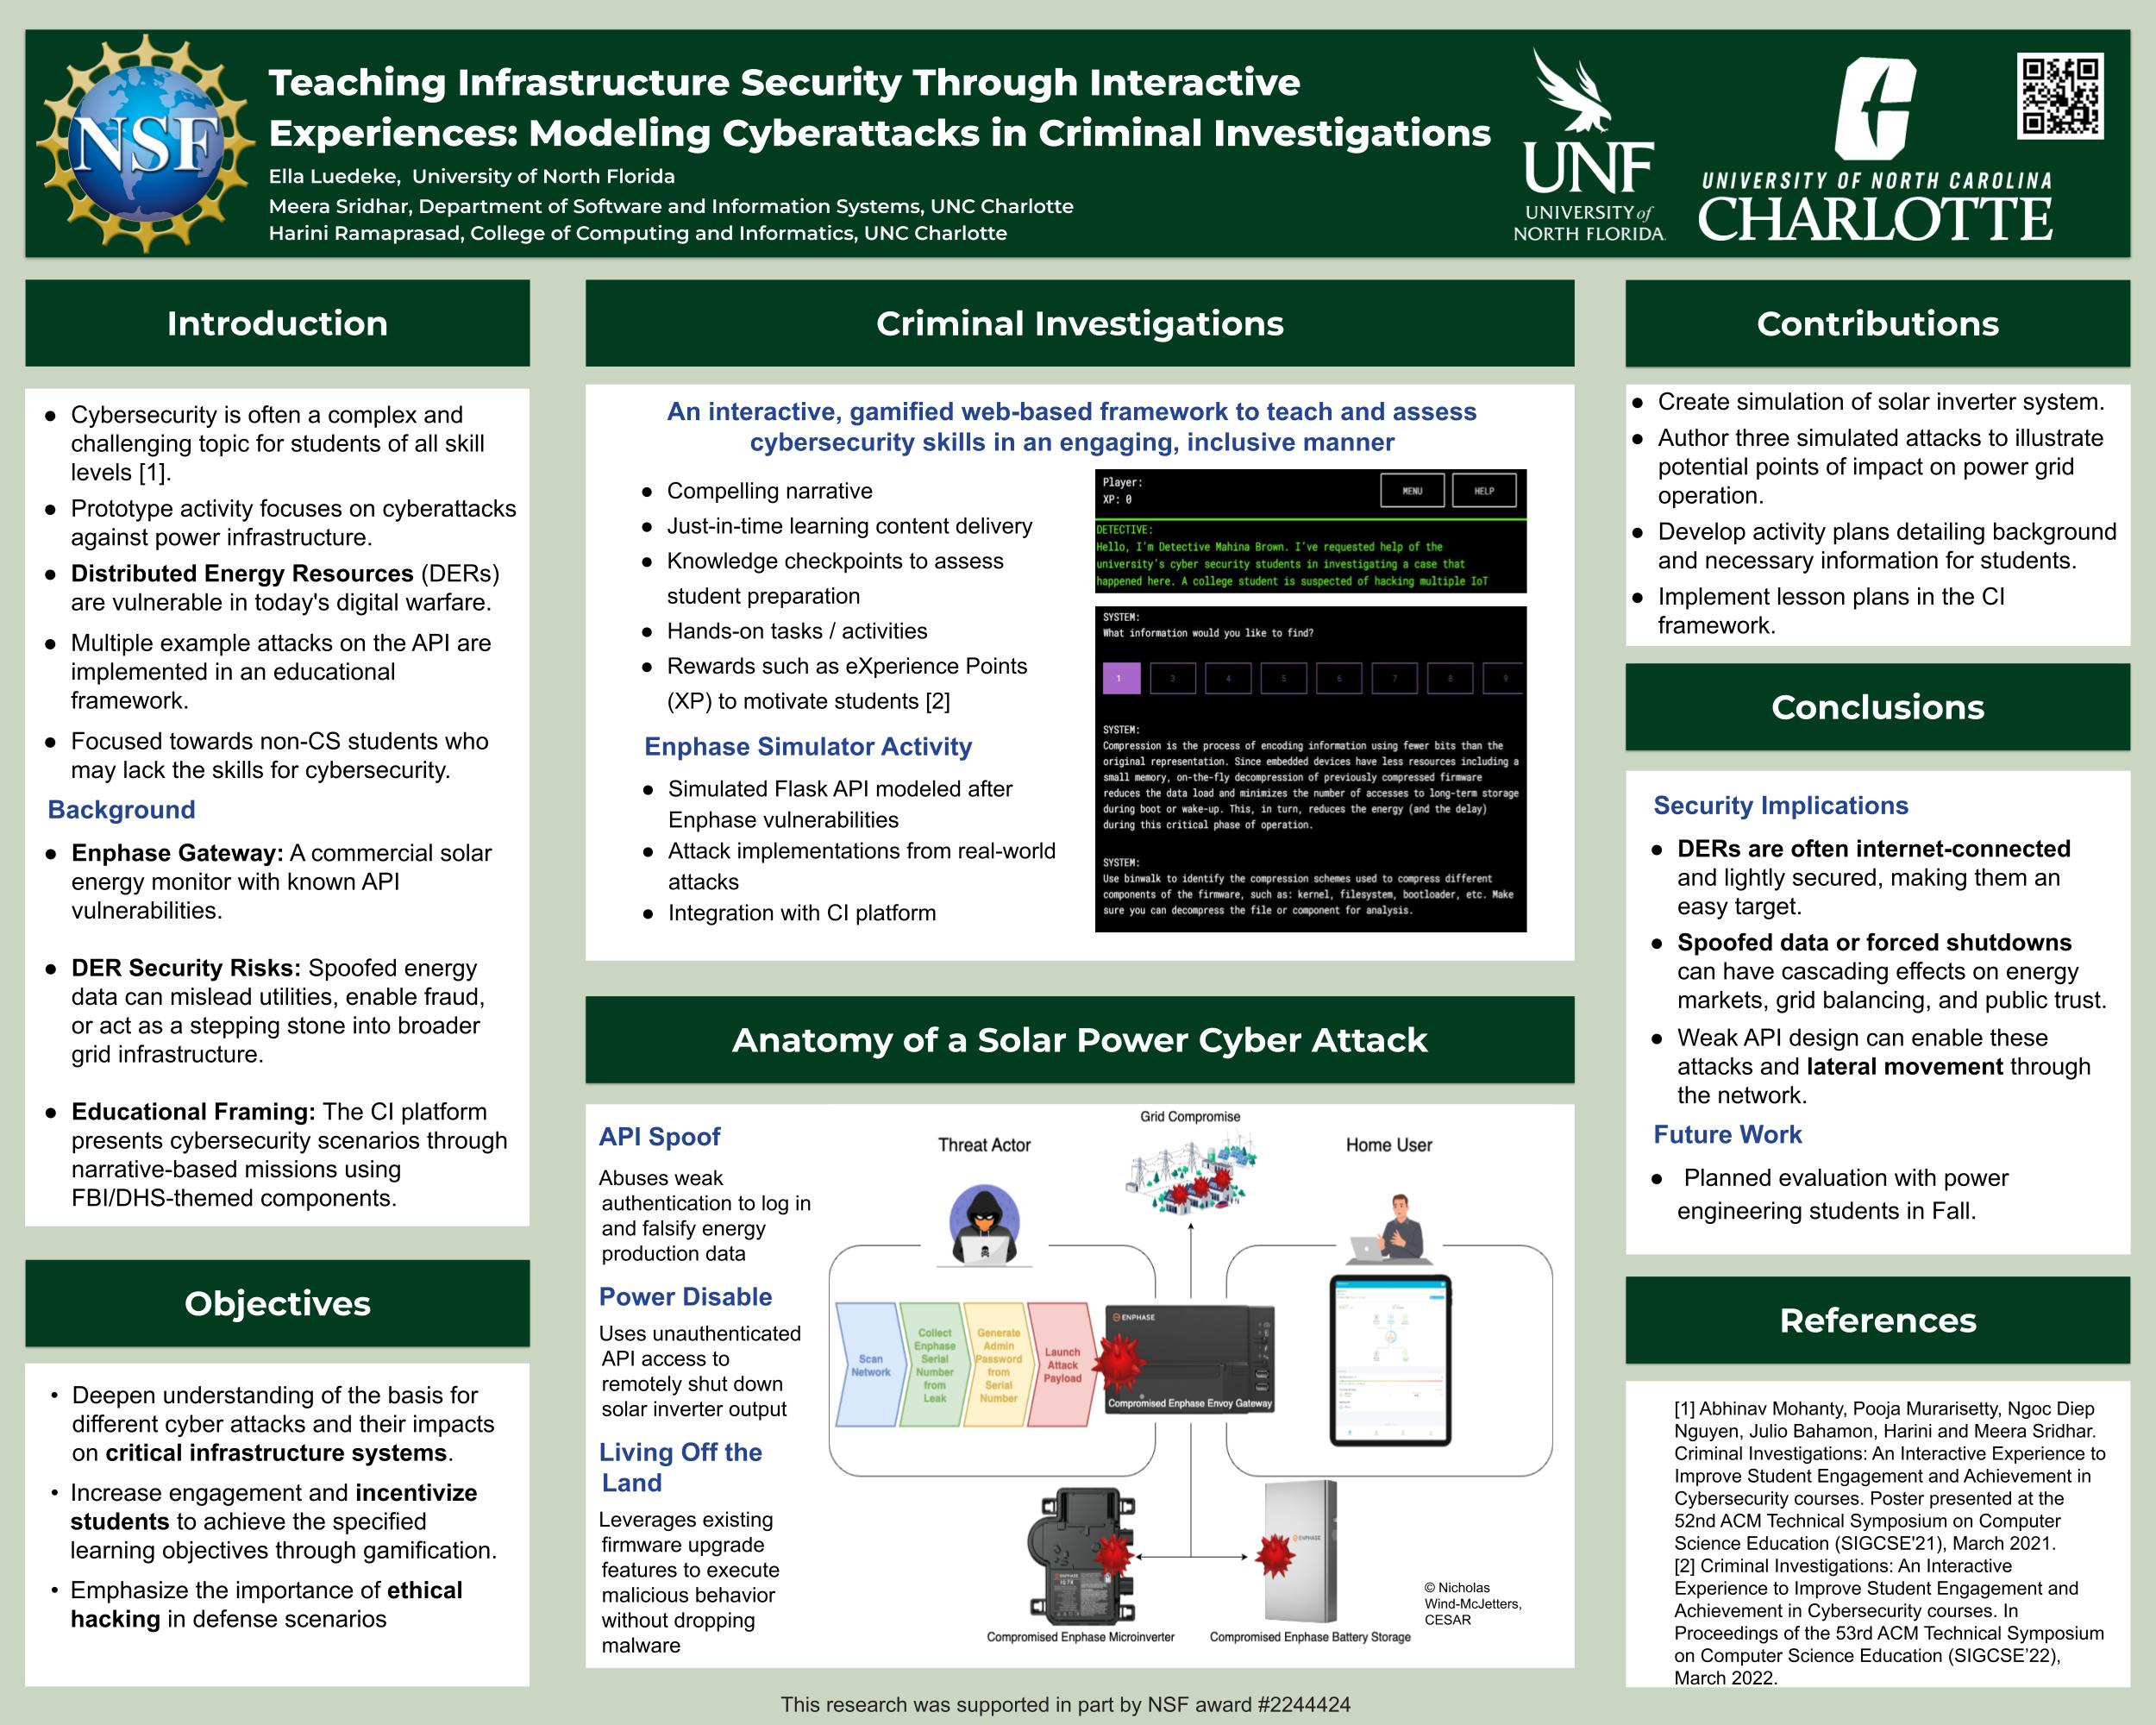 NSF
Teaching Infrastructure Security Through Interactive
Experiences: Modeling Cyberattacks in Criminal Investigations
Ella Luedeke,  University of North Florida
Meera Sridhar, Department of Software and Information Systems, UNC Charlotte
Harini Ramaprasad, College of Computing and Informatics, UNC Charlotte
UNF
UNIVERSITY of
NORTH FLORIDA
UNIVERSITY OF NORTH CAROLINA
CHARLOTTE
Introduction
● Cybersecurity is often a complex and
challenging topic for students of all skill
levels [1].
● Prototype activity focuses on cyberattacks
against power infrastructure.
● Distributed Energy Resources (DERs)
are vulnerable in today's digital warfare.
● Multiple example attacks on the API are
implemented in an educational
framework.
● Focused towards non-CS students who
may lack the skills for cybersecurity.
Background
● Enphase Gateway: A commercial solar
energy monitor with known API
vulnerabilities.
● DER Security Risks: Spoofed energy
data can mislead utilities, enable fraud,
or act as a stepping stone into broader
grid infrastructure.
● Educational Framing: The CI platform
presents cybersecurity scenarios through
narrative-based missions using
FBI/DHS-themed components.
Objectives
• Deepen understanding of the basis for
different cyber attacks and their impacts
on critical infrastructure systems.
• Increase engagement and incentivize
students to achieve the specified
learning objectives through gamification.
• Emphasize the importance of ethical
hacking in defense scenarios
Criminal Investigations
An interactive, gamified web-based framework to teach and assess
cybersecurity skills in an engaging, inclusive manner
● Compelling narrative
● Just-in-time learning content delivery
● Knowledge checkpoints to assess
student preparation
● Hands-on tasks / activities
● Rewards such as eXperience Points
(XP) to motivate students [2]
Enphase Simulator Activity
● Simulated Flask API modeled after
Enphase vulnerabilities
● Attack implementations from real-world
attacks
● Integration with CI platform
Player:
XP: 0
MENU
HELP
DETECTIVE:
Hello, I'm Detective Mahina Brown. I've requested help of the
university's cyber security students in investigating a case that
happened here. A college student is suspected of hacking multiple IoT
SYSTEM:
What information would you like to find?
1 3 4 5 6 7 8 9
SYSTEM:
Compression is the process of encoding information using fewer bits than the
original representation. Since embedded devices have less resources including a
small memory, on-the-fly decompression of previously compressed firmware
reduces the data load and minimizes the number of accesses to long-term storage
during boot or wake-up. This, in turn, reduces the energy (and the delay)
during this critical phase of operation.
SYSTEM:
Use binwalk to identify the compression schemes used to compress different
components of the firmware, such as: kernel, filesystem, bootloader, etc. Make
sure you can decompress the file or component for analysis.
Anatomy of a Solar Power Cyber Attack
API Spoof
Abuses weak
authentication to log in
and falsify energy
production data
Power Disable
Uses unauthenticated
API access to
remotely shut down
solar inverter output
Living Off the
Land
Leverages existing
firmware upgrade
features to execute
malicious behavior
without dropping
malware
Grid Compromise
Threat Actor
Home User
Scan
Network
Collect
Enphase
Serial
Number
from
Leak
Generate
Admin
Password
from
Serial
Number
Launch
Attack
Payload
ENPHASE
Compromised Enphase Envoy Gateway
ENPHASE
Compromised Enphase Microinverter
ENPHASE
Compromised Enphase Battery Storage
© Nicholas
Wind-McJetters,
CESAR
Contributions
● Create simulation of solar inverter system.
● Author three simulated attacks to illustrate
potential points of impact on power grid
operation.
● Develop activity plans detailing background
and necessary information for students.
● Implement lesson plans in the CI
framework.
Conclusions
Security Implications
● DERs are often internet-connected
and lightly secured, making them an
easy target.
● Spoofed data or forced shutdowns
can have cascading effects on energy
markets, grid balancing, and public trust.
● Weak API design can enable these
attacks and lateral movement through
the network.
Future Work
● Planned evaluation with power
engineering students in Fall.
References
[1] Abhinav Mohanty, Pooja Murarisetty, Ngoc Diep
Nguyen, Julio Bahamon, Harini and Meera Sridhar.
Criminal Investigations: An Interactive Experience to
Improve Student Engagement and Achievement in
Cybersecurity courses. Poster presented at the
52nd ACM Technical Symposium on Computer
Science Education (SIGCSE'21), March 2021.
[2] Criminal Investigations: An Interactive
Experience to Improve Student Engagement and
Achievement in Cybersecurity courses. In
Proceedings of the 53rd ACM Technical Symposium
on Computer Science Education (SIGCSE’22),
March 2022.
This research was supported in part by NSF award #2244424